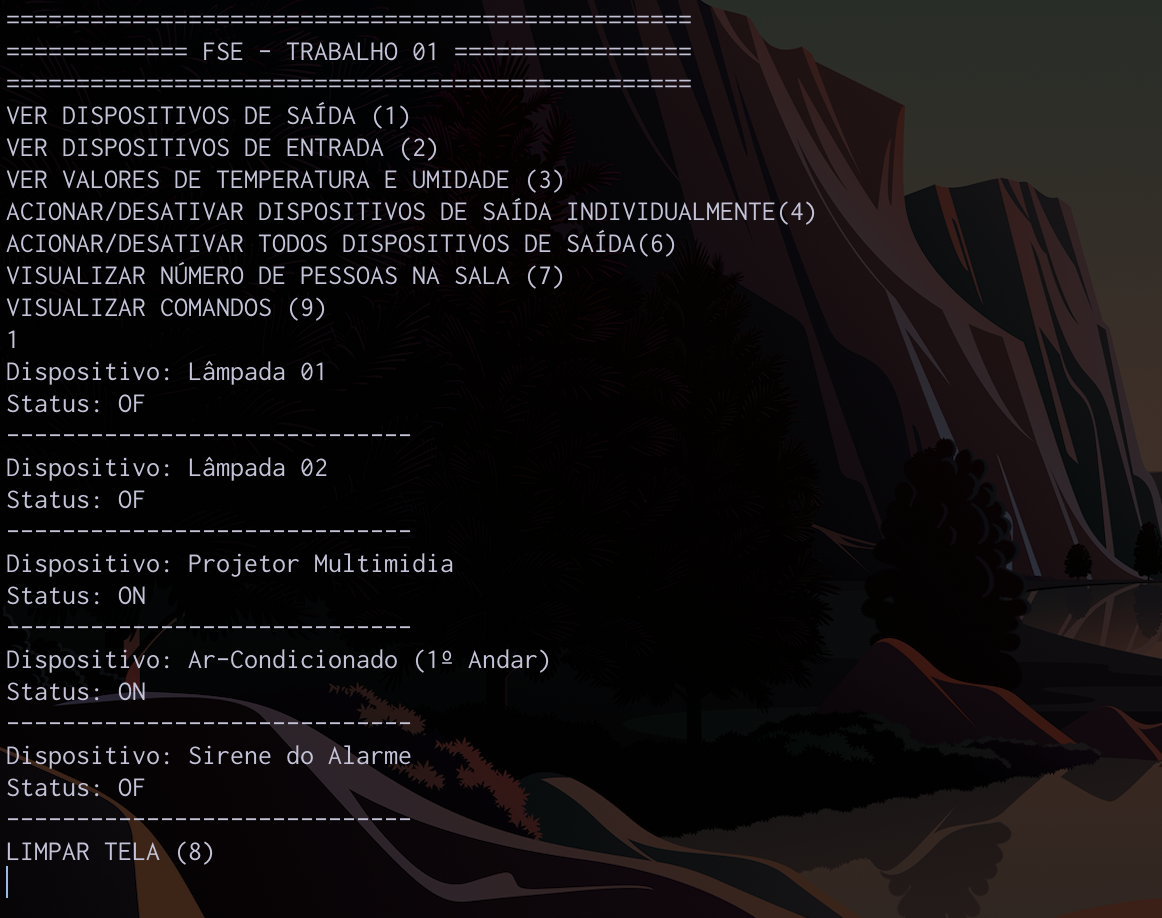 =================================================
============= FSE - TRABALHO 01 =================
=================================================
VER DISPOSITIVOS DE SAÍDA (1)
VER DISPOSITIVOS DE ENTRADA (2)
VER VALORES DE TEMPERATURA E UMIDADE (3)
ACIONAR/DESATIVAR DISPOSITIVOS DE SAÍDA INDIVIDUALMENTE(4)
ACIONAR/DESATIVAR TODOS DISPOSITIVOS DE SAÍDA(6)
VISUALIZAR NÚMERO DE PESSOAS NA SALA (7)
VISUALIZAR COMANDOS (9)
1
Dispositivo: Lâmpada 01
Status: OF
-----------------------------
Dispositivo: Lâmpada 02
Status: OF
-----------------------------
Dispositivo: Projetor Multimidia
Status: ON
-----------------------------
Dispositivo: Ar-Condicionado (1º Andar)
Status: ON
-----------------------------
Dispositivo: Sirene do Alarme
Status: OF
-----------------------------
LIMPAR TELA (8)